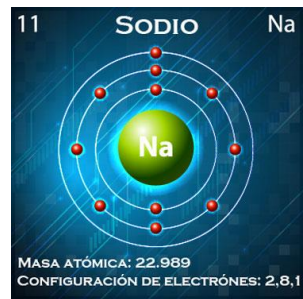 11 SODIO Na
Na
MASA ATÓMICA: 22.989
CONFIGURACIÓN DE ELECTRÓNES: 2,8,1